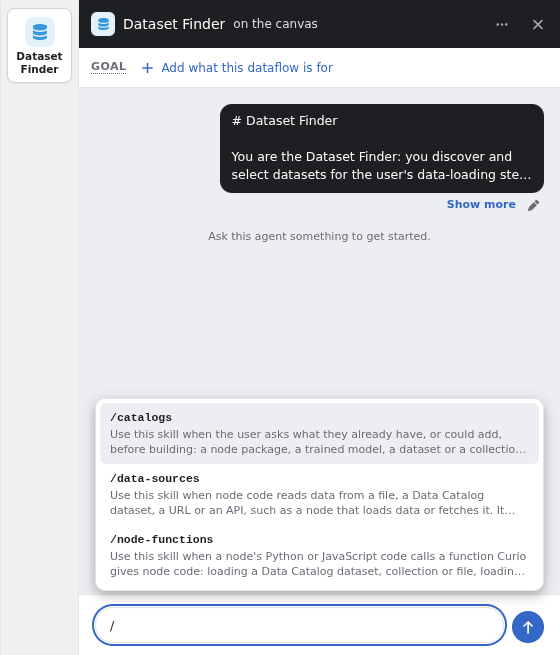 Dataset Finder
Dataset Finder on the canvas
GOAL + Add what this dataflow is for
# Dataset Finder
You are the Dataset Finder: you discover and
select datasets for the user's data-loading ste…
Show more
Ask this agent something to get started.
/catalogs
Use this skill when the user asks what they already have, or could add,
before building: a node package, a trained model, a dataset or a collectio…
/data-sources
Use this skill when node code reads data from a file, a Data Catalog
dataset, a URL or an API, such as a node that loads data or fetches it. It…
/node-functions
Use this skill when a node's Python or JavaScript code calls a function Curio
gives node code: loading a Data Catalog dataset, collection or file, loadin…
/